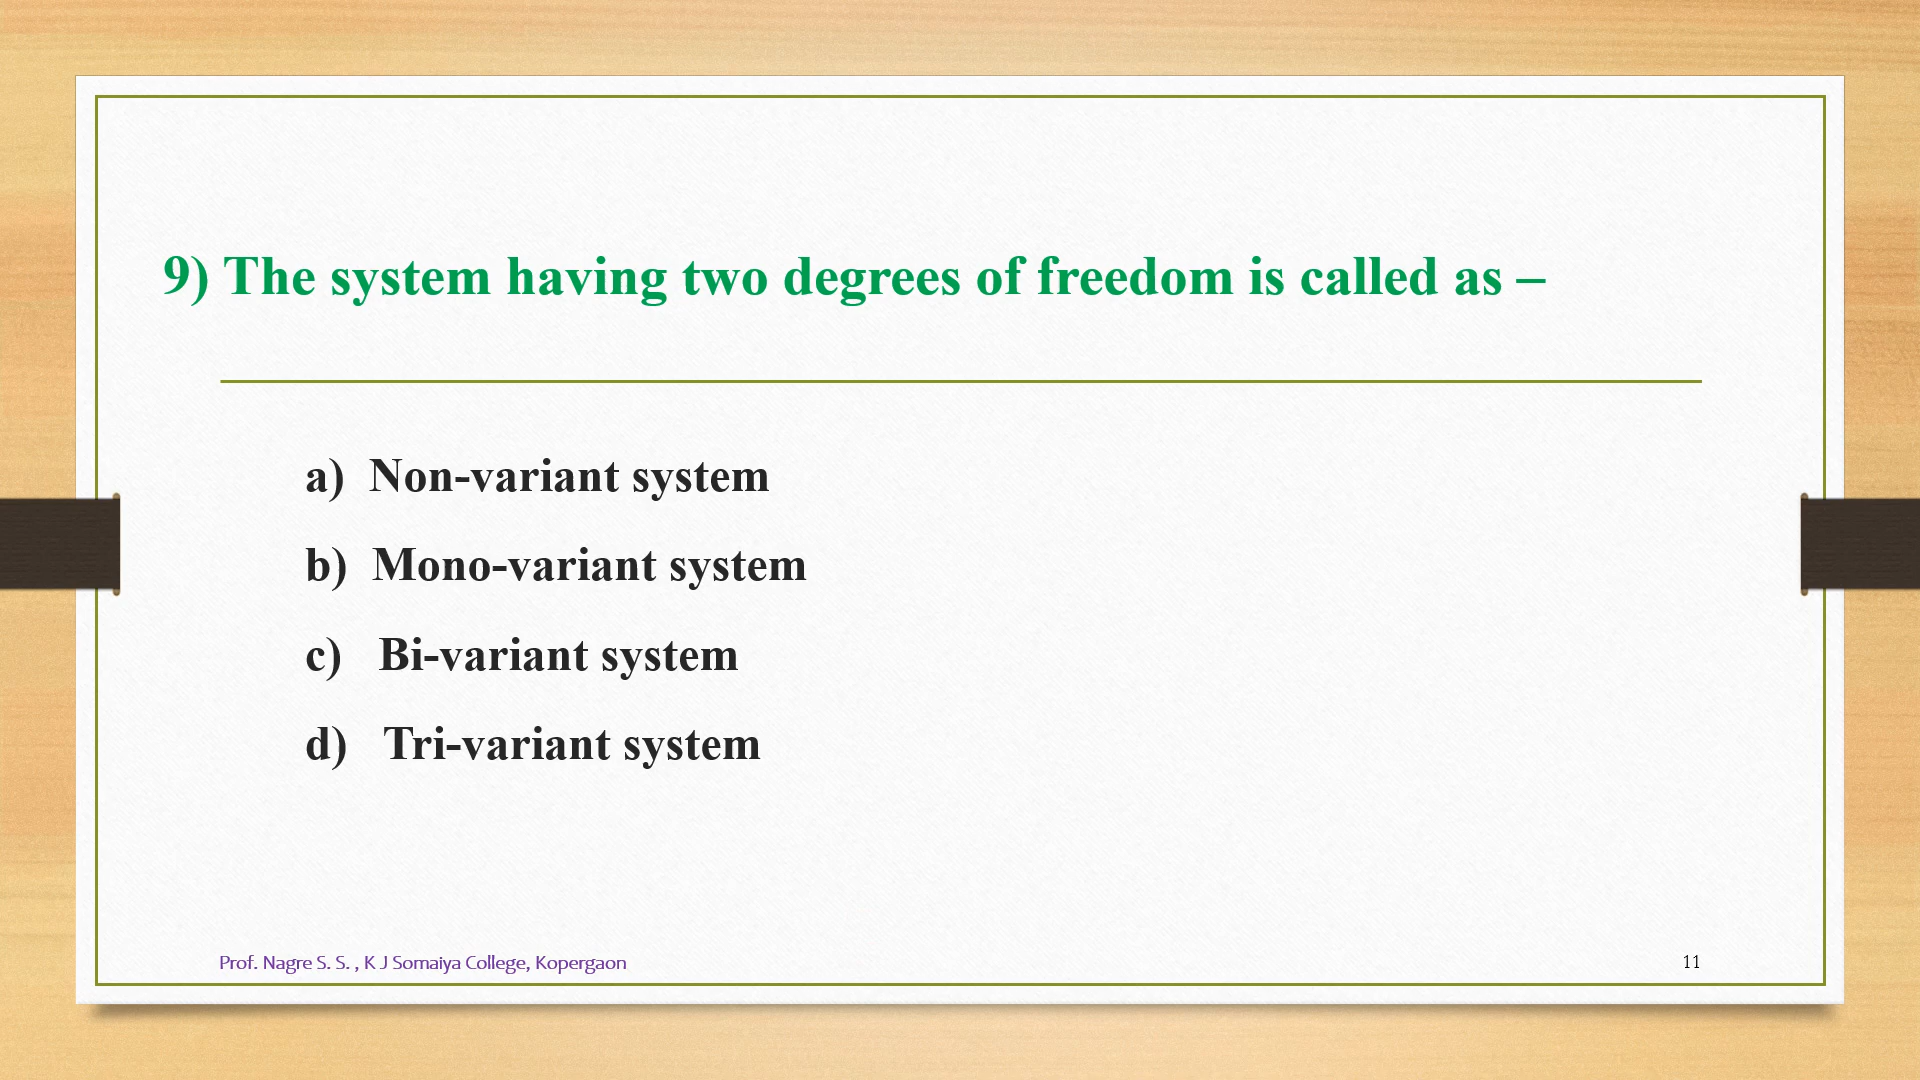 9) The system having two degrees of freedom is called as –
a) Non-variant system
b) Mono-variant system
c) Bi-variant system
d) Tri-variant system
Prof. Nagre S. S. , K J Somaiya College, Kopergaon
11